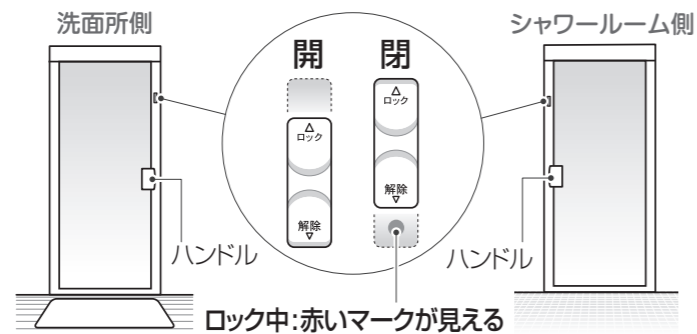 洗面所側
シャワールーム側
開
閉
△
ロック
解除
▽
△
ロック
解除
▽
ハンドル
ハンドル
ロック中:赤いマークが見える